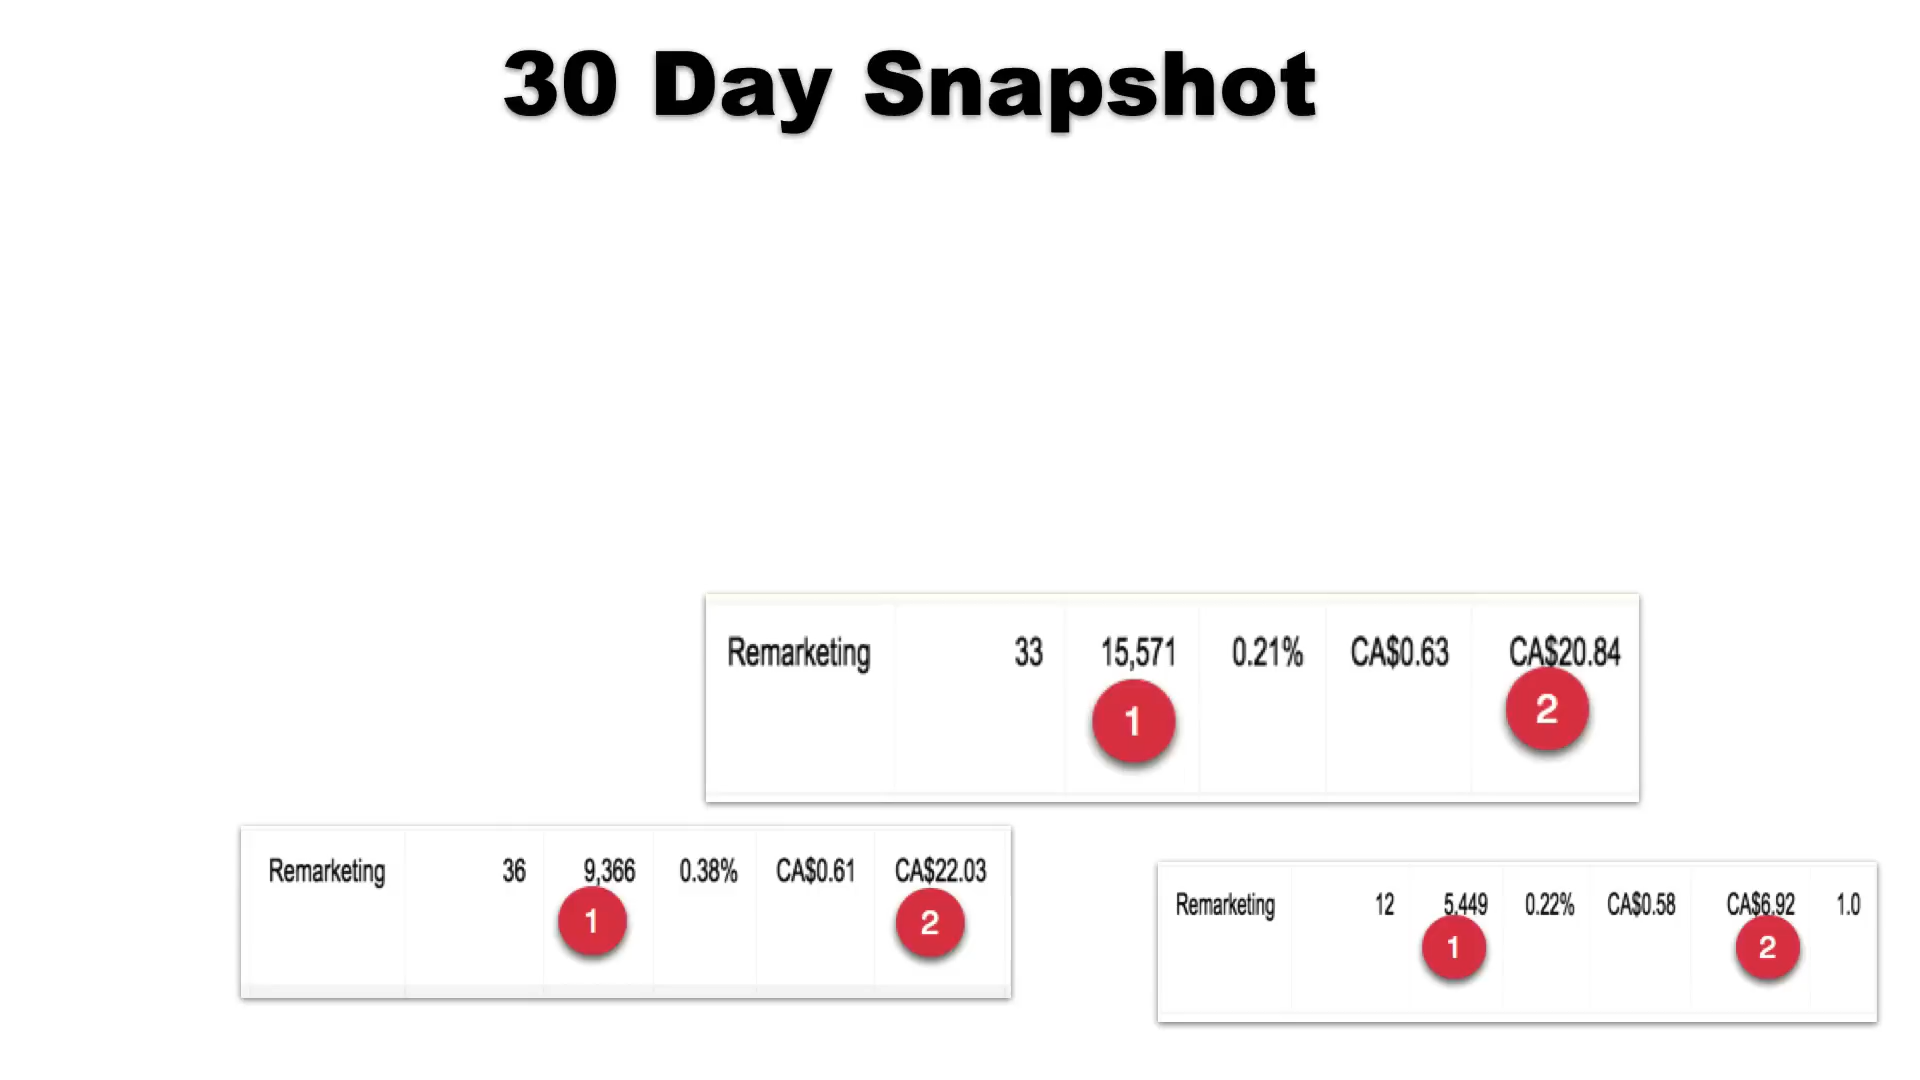 30 Day Snapshot
Remarketing 33 15,571 0.21% CA$0.63 CA$20.84
1 2
Remarketing 36 9,366 0.38% CA$0.61 CA$22.03
1 2
Remarketing 12 5,449 0.22% CA$0.58 CA$6.92 1.0
1 2